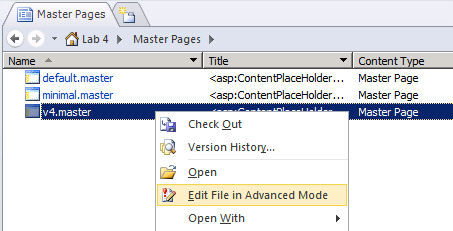 Master Pages
Lab 4 Master Pages
Name Title Content Type
default.master <asp:ContentPlaceHolder... Master Page
minimal.master <asp:ContentPlaceHolder... Master Page
v4.master <asp:ContentPlaceHolder... Master Page
Check Out
Version History...
Open
Edit File in Advanced Mode
Open With